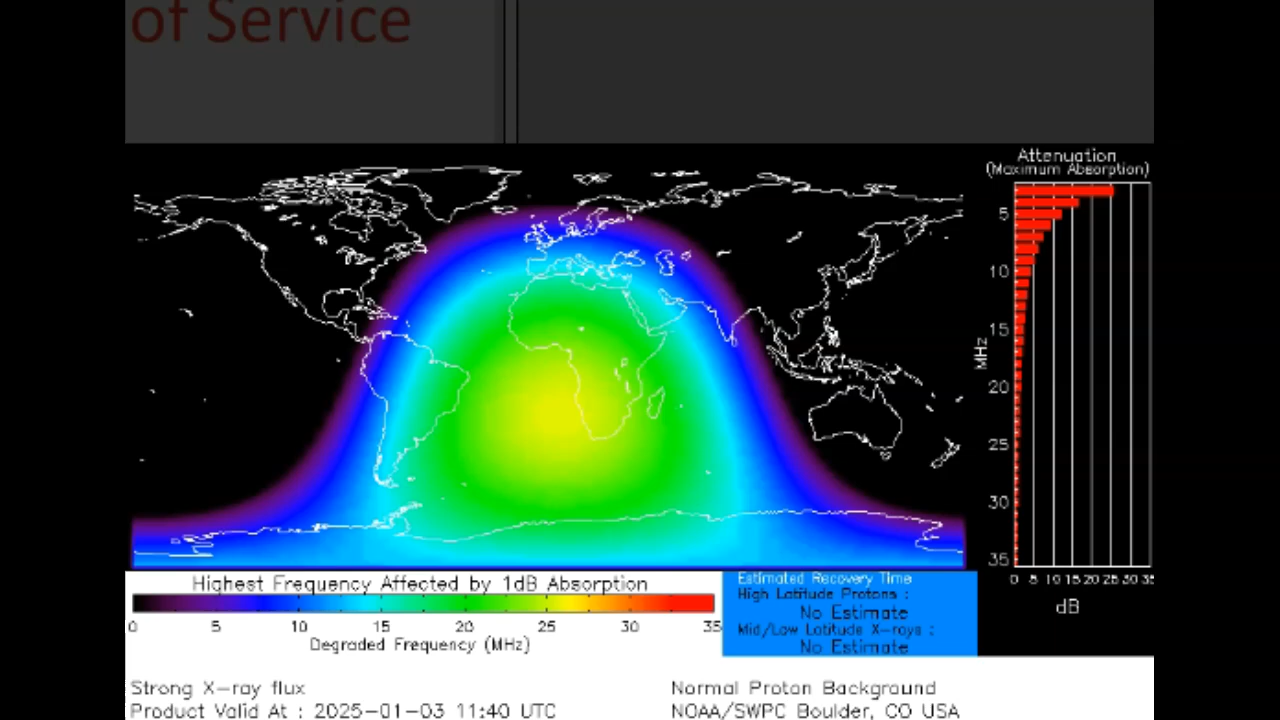 of Service
Attenuation
(Maximum Absorption)
5
10
15
MHz
20
25
30
35
0 5 10 15 20 25 30 35
dB
Highest Frequency Affected by 1dB Absorption
0 5 10 15 20 25 30 35
Degraded Frequency (MHz)
Estimated Recovery Time
High Latitude Protons :
No Estimate
Mid/Low Latitude X-rays :
No Estimate
Strong X-ray flux
Normal Proton Background
Product Valid At : 2025-01-03 11:40 UTC
NOAA/SWPC Boulder, CO USA